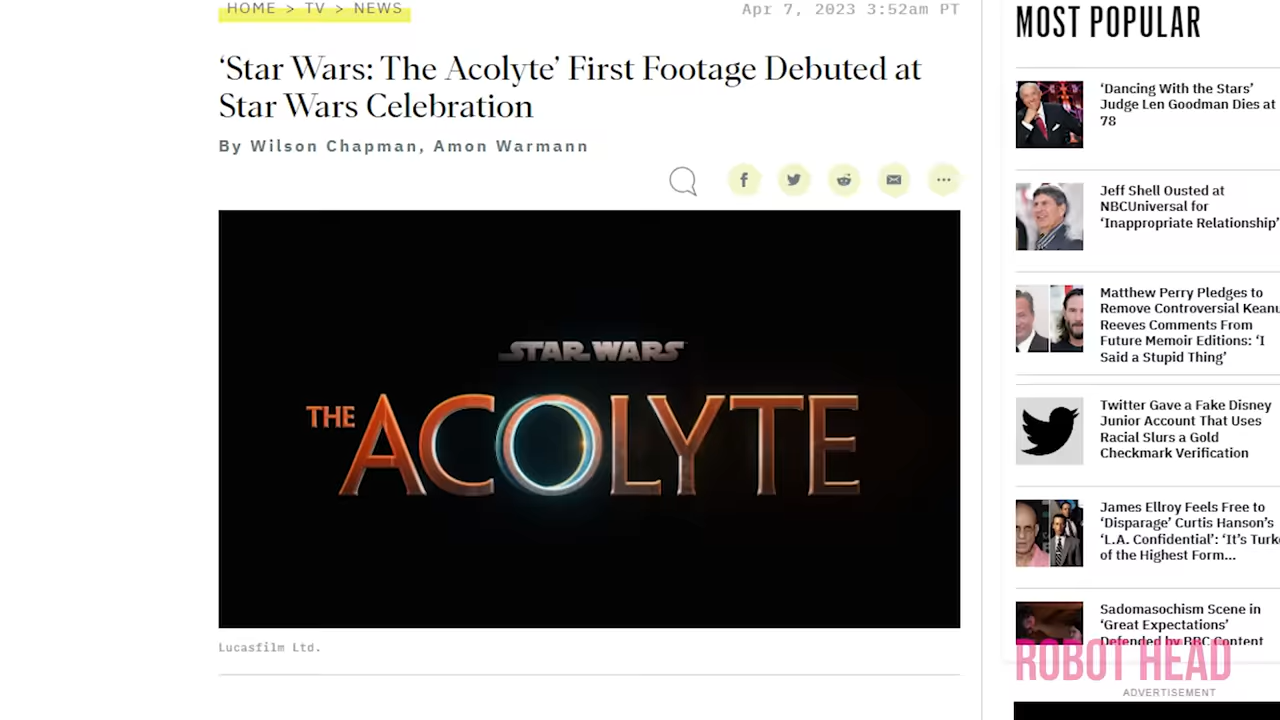 HOME > TV > NEWS
Apr 7, 2023 3:52am PT
‘Star Wars: The Acolyte’ First Footage Debuted at
Star Wars Celebration
By Wilson Chapman, Amon Warmann
STAR WARS
THE ACOLYTE
Lucasfilm Ltd.
MOST POPULAR
‘Dancing With the Stars’
Judge Len Goodman Dies at
78
Jeff Shell Ousted at
NBCUniversal for
‘Inappropriate Relationship’
Matthew Perry Pledges to
Remove Controversial Keanu
Reeves Comments From
Future Memoir Editions: ‘I
Said a Stupid Thing’
Twitter Gave a Fake Disney
Junior Account That Uses
Racial Slurs a Gold
Checkmark Verification
James Ellroy Feels Free to
‘Disparage’ Curtis Hanson’s
‘L.A. Confidential’: ‘It’s Turke
of the Highest Form...
Sadomasochism Scene in
‘Great Expectations’
Defended by BBC Content
ROBOT HEAD
ADVERTISEMENT